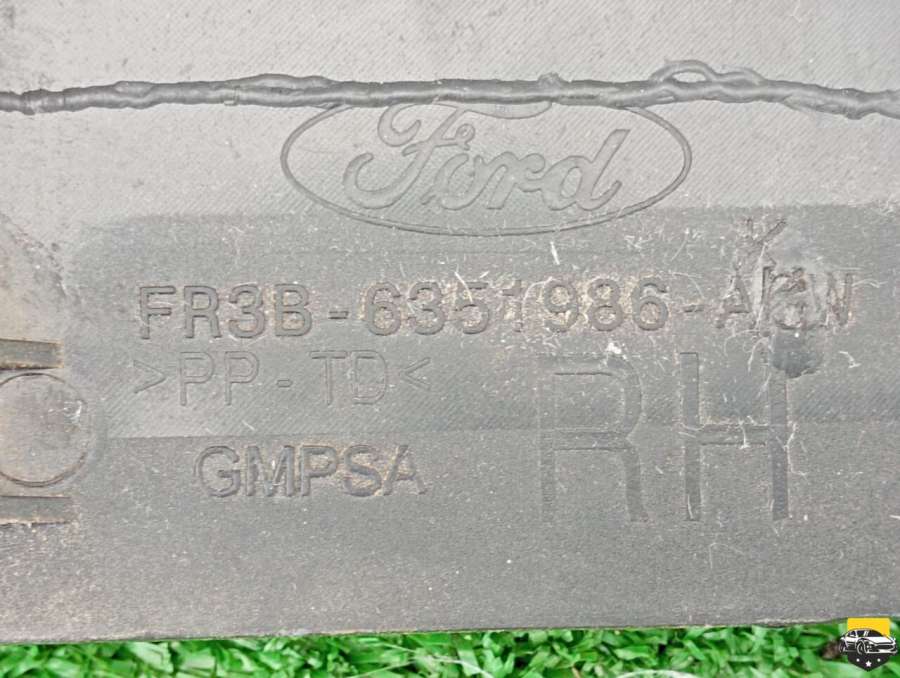 Ford
FR3B-6351986-
>PP-TD<
RH
GMPSA